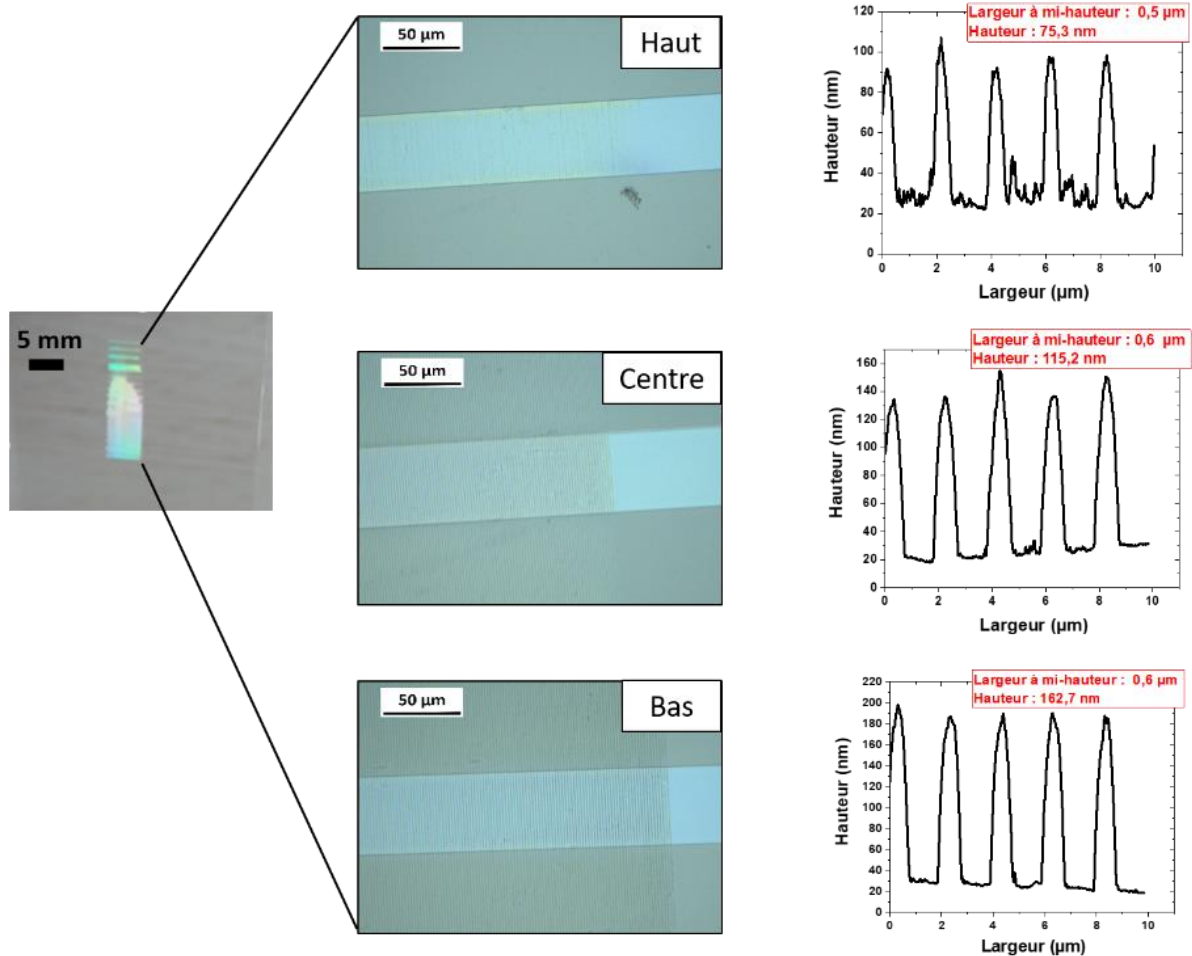 50 µm
Haut
Largeur à mi-hauteur : 0,5 µm
Hauteur : 75,3 nm
120
100
80
60
40
20
0
Hauteur (nm)
0 2 4 6 8 10
Largeur (µm)
5 mm
50 µm
Centre
Largeur à mi-hauteur : 0,6 µm
Hauteur : 115,2 nm
160
140
120
100
80
60
40
20
0
Hauteur (nm)
0 2 4 6 8 10
Largeur (µm)
50 µm
Bas
Largeur à mi-hauteur : 0,6 µm
Hauteur : 162,7 nm
220
200
180
160
140
120
100
80
60
40
20
0
Hauteur (nm)
0 2 4 6 8 10
Largeur (µm)